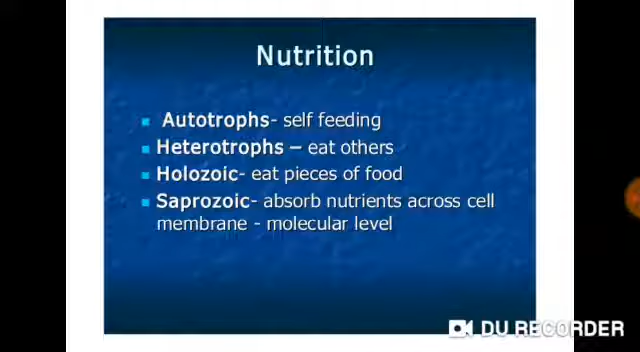 Nutrition
Autotrophs- self feeding
Heterotrophs – eat others
Holozoic- eat pieces of food
Saprozoic- absorb nutrients across cell
membrane - molecular level
DU RECORDER